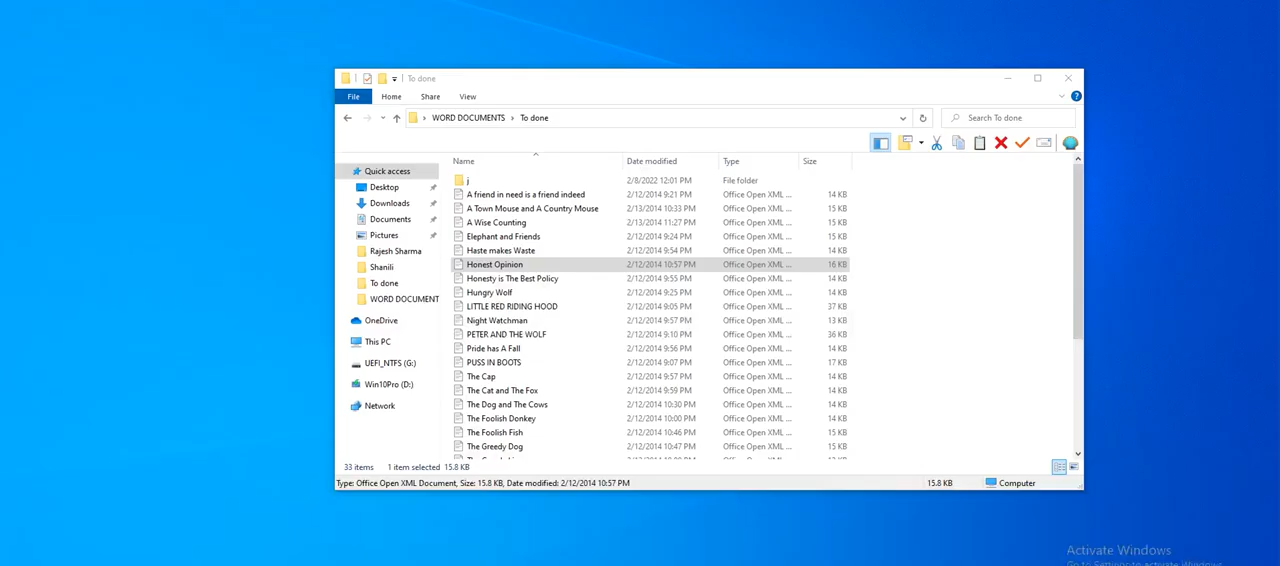 To done
File Home Share View
WORD DOCUMENTS To done Search To done
Name Date modified Type Size
Quick access
Desktop
Downloads
Documents
Pictures
Rajesh Sharma
Shanili
To done
WORD DOCUMENT
OneDrive
This PC
UEFI_NTFS (G:)
Win10Pro (D:)
Network
j 2/8/2022 12:01 PM File folder
A friend in need is a friend indeed 2/12/2014 9:21 PM Office Open XML ... 14 KB
A Town Mouse and A Country Mouse 2/13/2014 10:33 PM Office Open XML ... 15 KB
A Wise Counting 2/13/2014 11:27 PM Office Open XML ... 15 KB
Elephant and Friends 2/12/2014 9:24 PM Office Open XML ... 15 KB
Haste makes Waste 2/12/2014 9:54 PM Office Open XML ... 14 KB
Honest Opinion 2/12/2014 10:57 PM Office Open XML ... 16 KB
Honesty is The Best Policy 2/12/2014 9:55 PM Office Open XML ... 14 KB
Hungry Wolf 2/12/2014 9:25 PM Office Open XML ... 14 KB
LITTLE RED RIDING HOOD 2/12/2014 9:05 PM Office Open XML ... 37 KB
Night Watchman 2/12/2014 9:57 PM Office Open XML ... 13 KB
PETER AND THE WOLF 2/12/2014 9:10 PM Office Open XML ... 36 KB
Pride has A Fall 2/12/2014 9:56 PM Office Open XML ... 14 KB
PUSS IN BOOTS 2/12/2014 9:07 PM Office Open XML ... 17 KB
The Cap 2/12/2014 9:57 PM Office Open XML ... 14 KB
The Cat and The Fox 2/12/2014 9:59 PM Office Open XML ... 14 KB
The Dog and The Cows 2/12/2014 10:30 PM Office Open XML ... 14 KB
The Foolish Donkey 2/12/2014 10:00 PM Office Open XML ... 14 KB
The Foolish Fish 2/12/2014 10:46 PM Office Open XML ... 15 KB
The Greedy Dog 2/12/2014 10:47 PM Office Open XML ... 14 KB
33 items 1 item selected 15.8 KB
Type: Office Open XML Document, Size: 15.8 KB, Date modified: 2/12/2014 10:57 PM 15.8 KB Computer
Activate Windows
Go to Settings to activate Windows.